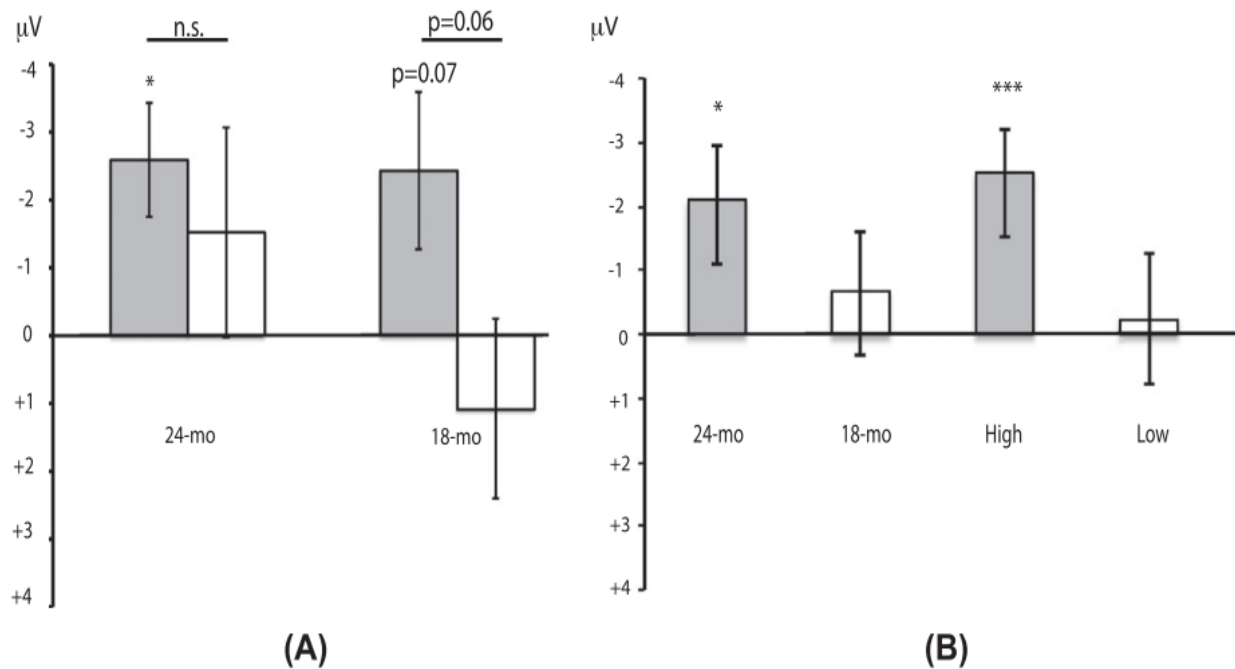 μV
n.s.
p=0.06
*
p=0.07
-4
-3
-2
-1
0
+1
+2
+3
+4
24-mo
18-mo
(A)
μV
*
***
-4
-3
-2
-1
0
+1
+2
+3
+4
24-mo
18-mo
High
Low
(B)